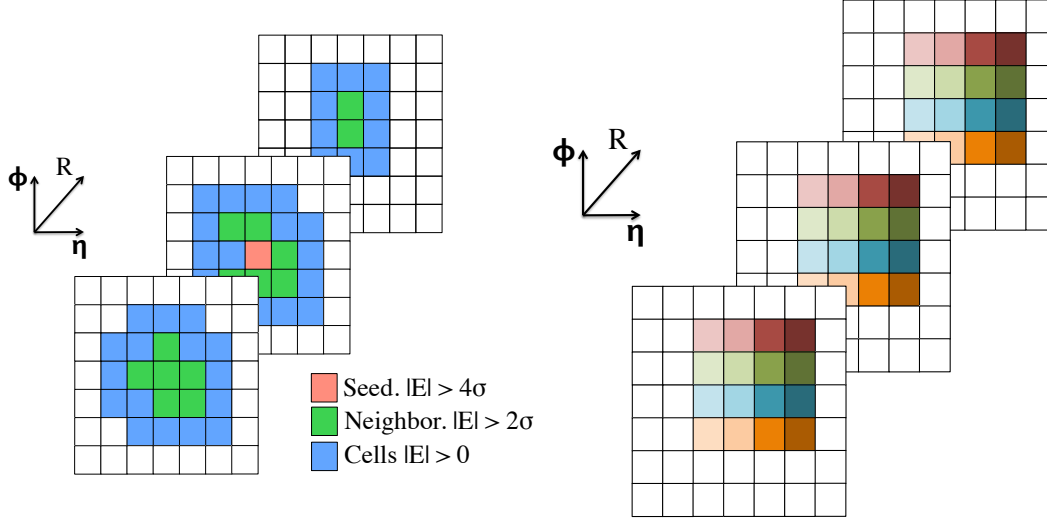 R
ϕ
η
Seed. |E| > 4σ
Neighbor. |E| > 2σ
Cells |E| > 0
R
ϕ
η